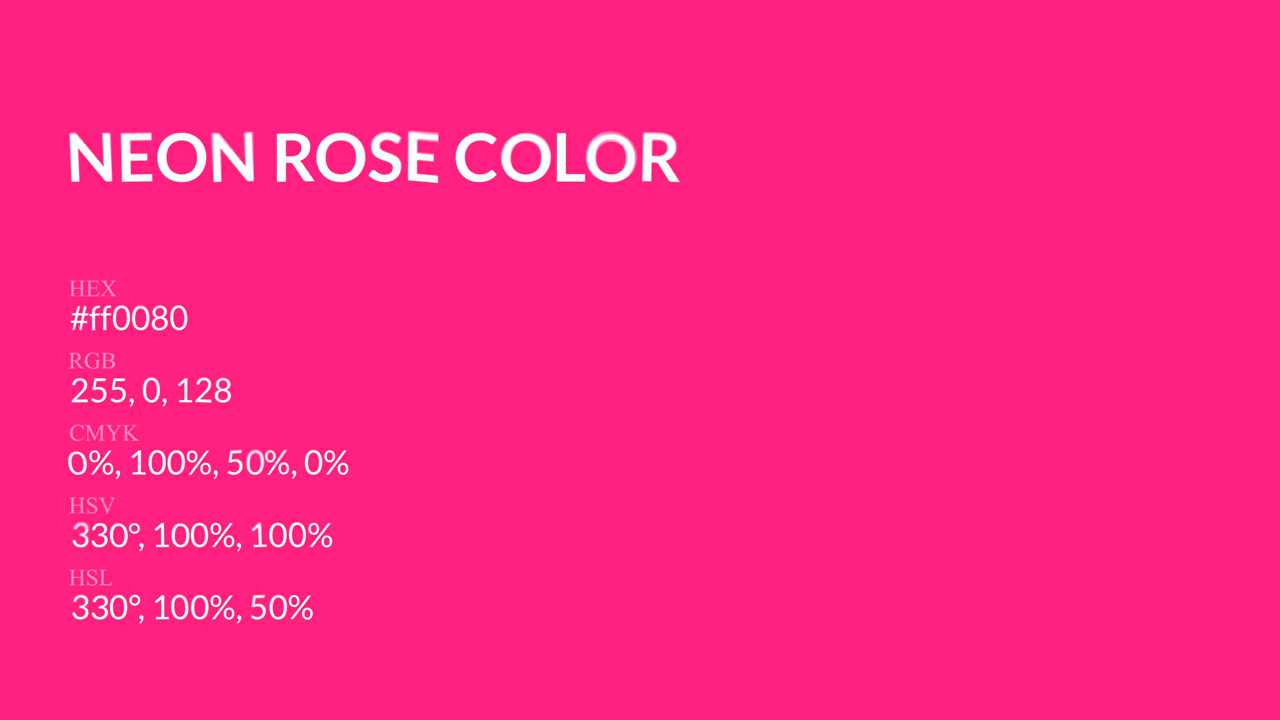 NEON ROSE COLOR
HEX
#ff0080
RGB
255, 0, 128
CMYK
0%, 100%, 50%, 0%
HSV
330°, 100%, 100%
HSL
330°, 100%, 50%